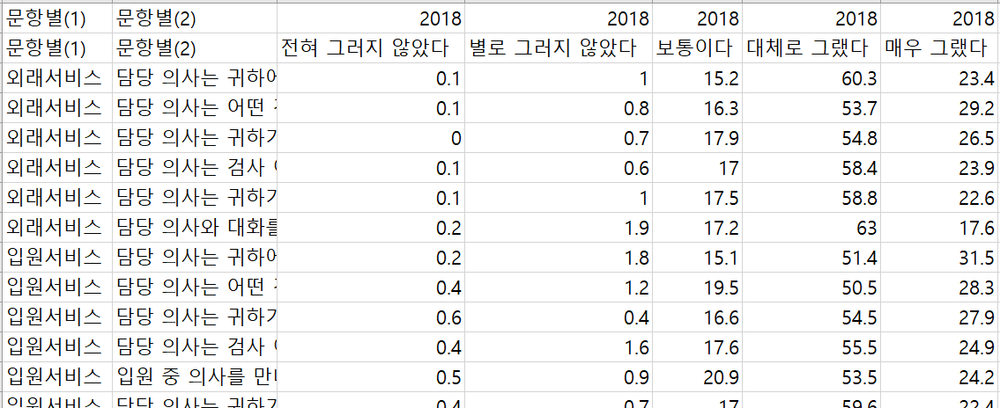 문항별(1) 문항별(2) 2018 2018 2018 2018 2018
문항별(1) 문항별(2) 전혀 그러지 않았다 별로 그러지 않았다 보통이다 대체로 그랬다 매우 그랬다
외래서비스 담당 의사는 귀하에 0.1 1 15.2 60.3 23.4
외래서비스 담당 의사는 어떤 0.1 0.8 16.3 53.7 29.2
외래서비스 담당 의사는 귀하가 0 0.7 17.9 54.8 26.5
외래서비스 담당 의사는 검사 0.1 0.6 17 58.4 23.9
외래서비스 담당 의사는 귀하가 0.1 1 17.5 58.8 22.6
외래서비스 담당 의사와 대화를 0.2 1.9 17.2 63 17.6
입원서비스 담당 의사는 귀하에 0.2 1.8 15.1 51.4 31.5
입원서비스 담당 의사는 어떤 0.4 1.2 19.5 50.5 28.3
입원서비스 담당 의사는 귀하가 0.6 0.4 16.6 54.5 27.9
입원서비스 담당 의사는 검사 0.4 1.6 17.6 55.5 24.9
입원서비스 입원 중 의사를 0.5 0.9 20.9 53.5 24.2
입원서비스 담당 의사는 귀하가 0.4 0.7 17 59.6 22.4